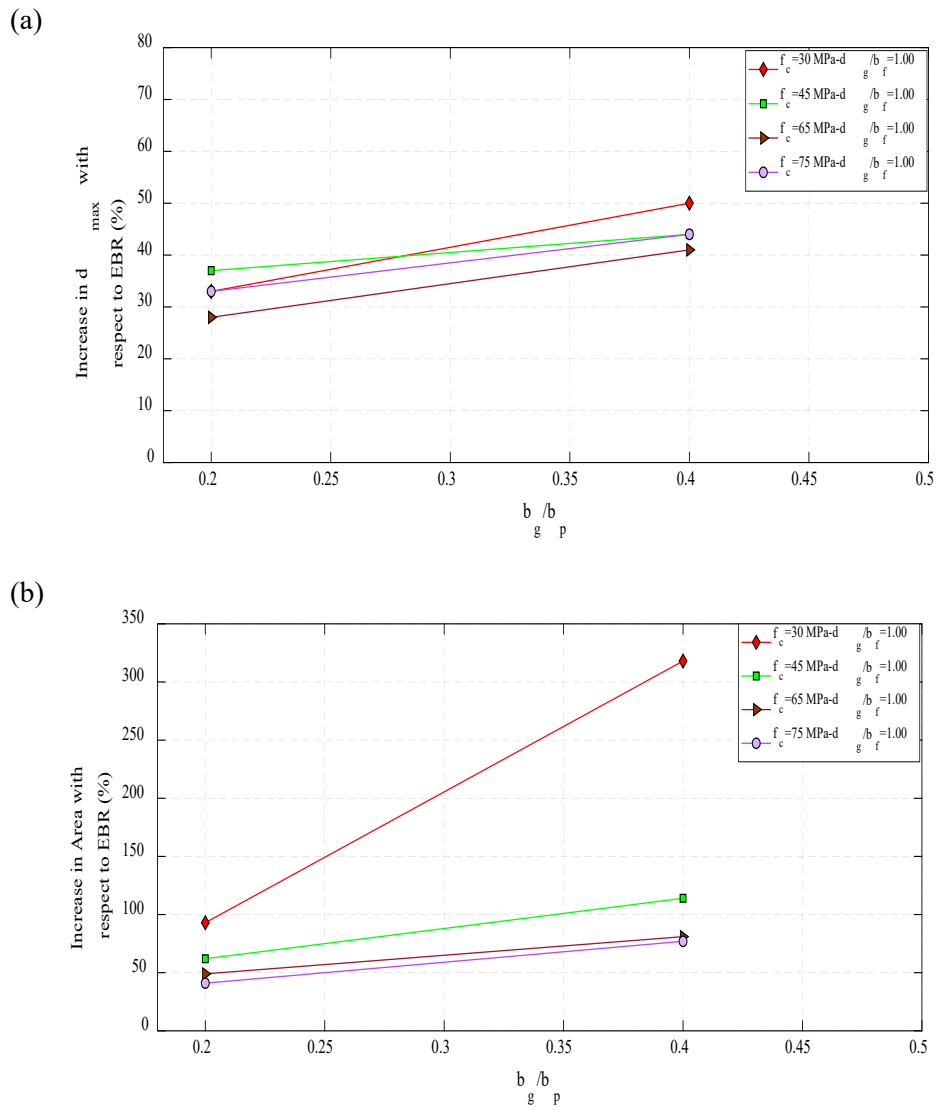 (a)
80
70
60
50
40
30
20
10
0
Increase in d max with
respect to EBR (%)
f c =30 MPa-d g /b f =1.00
f c =45 MPa-d g /b f =1.00
f c =65 MPa-d g /b f =1.00
f c =75 MPa-d g /b f =1.00
0.2 0.25 0.3 0.35 0.4 0.45 0.5
b g /b p
(b)
350
300
250
200
150
100
50
0
Increase in Area with
respect to EBR (%)
f c =30 MPa-d g /b f =1.00
f c =45 MPa-d g /b f =1.00
f c =65 MPa-d g /b f =1.00
f c =75 MPa-d g /b f =1.00
0.2 0.25 0.3 0.35 0.4 0.45 0.5
b g /b p